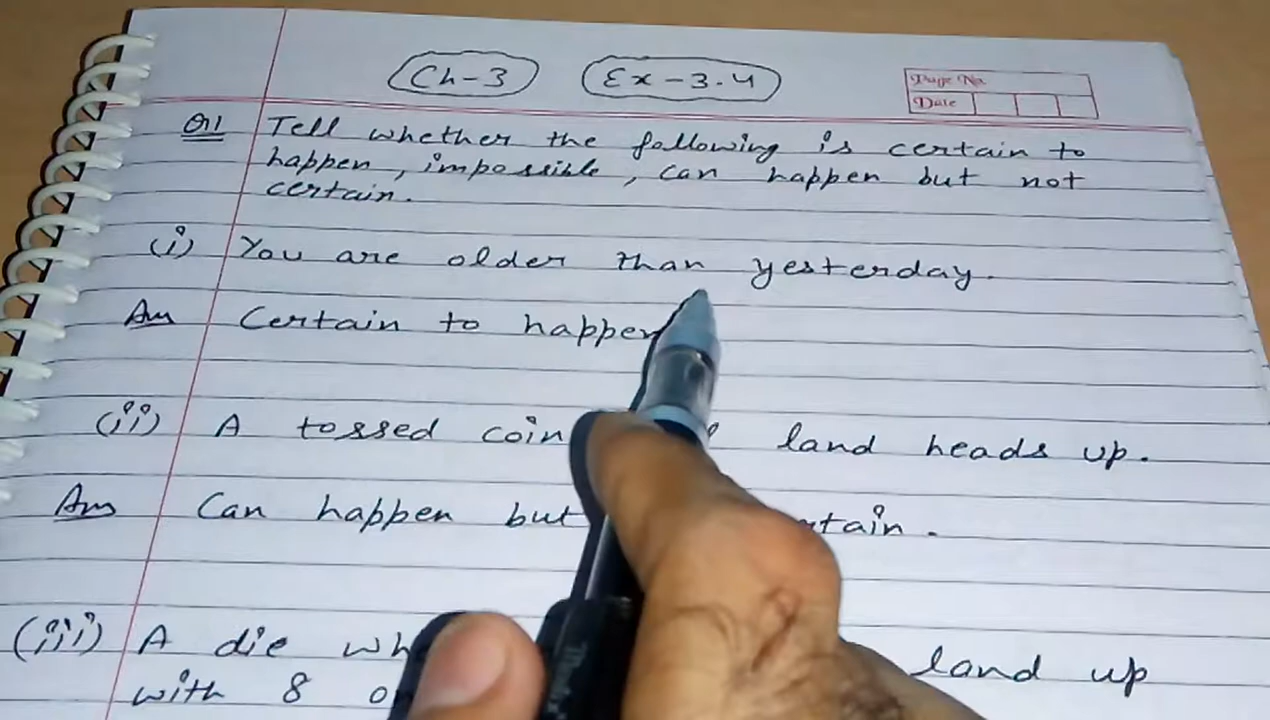 Ch-3 Ex-3.4
Page No.
Date
Q1 Tell whether the following is certain to
happen, impossible, can happen but not
certain.
(i) You are older than yesterday.
Ans Certain to happen
(ii) A tossed coin land heads up.
Ans Can happen but certain.
(iii) A die land up
with 8